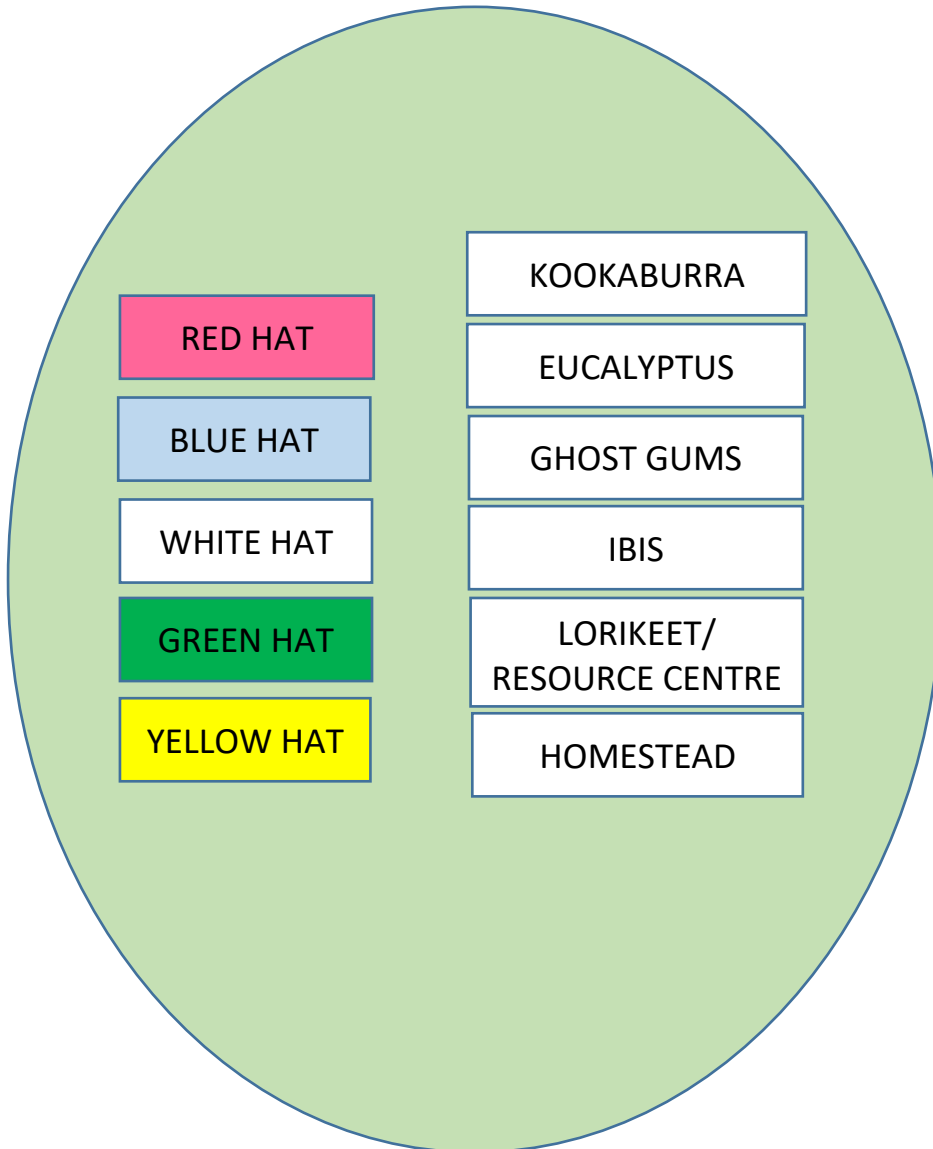 RED HAT
BLUE HAT
WHITE HAT
GREEN HAT
YELLOW HAT
KOOKABURRA
EUCALYPTUS
GHOST GUMS
IBIS
LORIKEET/
RESOURCE CENTRE
HOMESTEAD